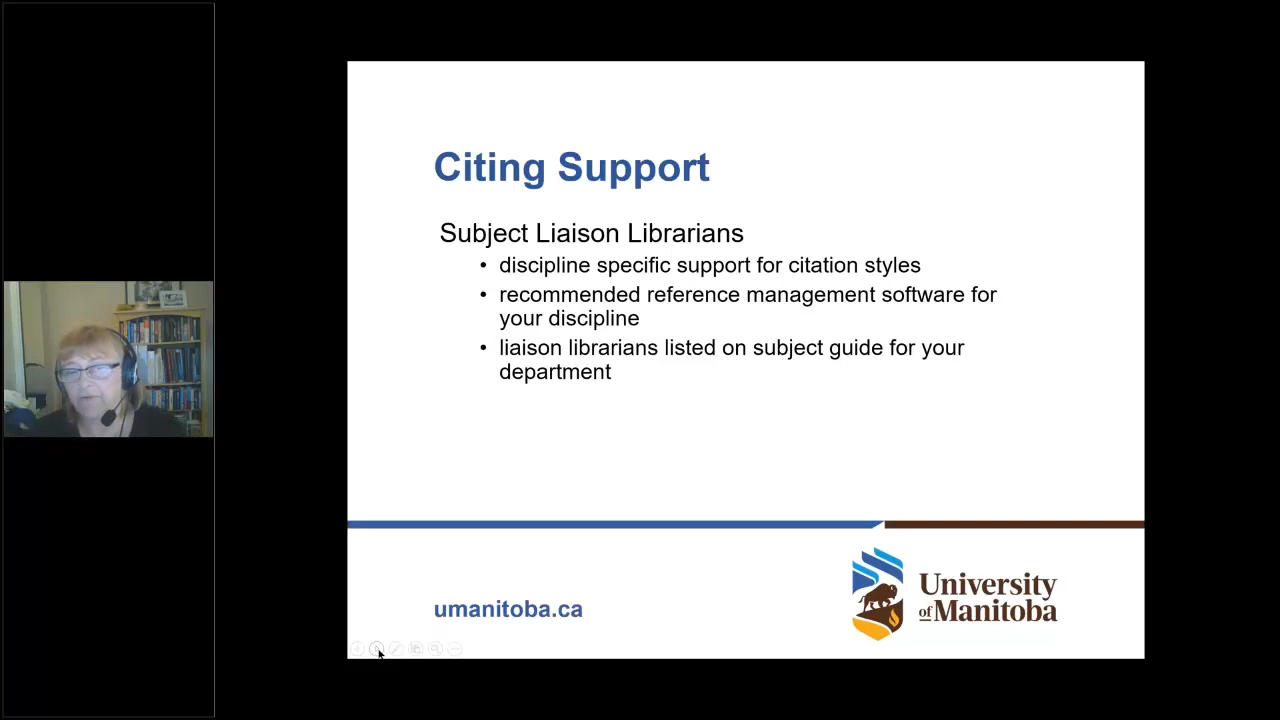 Citing Support
Subject Liaison Librarians
• discipline specific support for citation styles
• recommended reference management software for
your discipline
• liaison librarians listed on subject guide for your
department
umanitoba.ca
University
of Manitoba